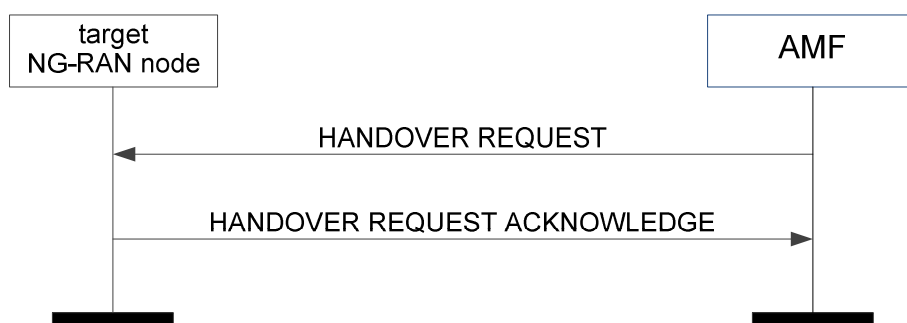 target
NG-RAN node
AMF
HANDOVER REQUEST
HANDOVER REQUEST ACKNOWLEDGE